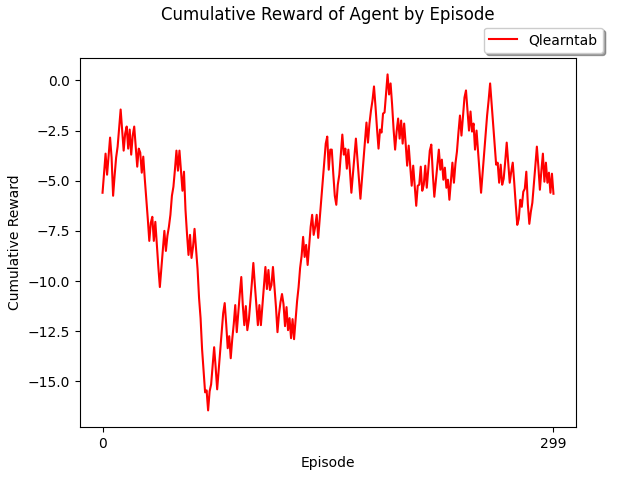 Cumulative Reward of Agent by Episode
Qlearntab
0.0
−2.5
−5.0
−7.5
−10.0
−12.5
−15.0
Cumulative Reward
0
299
Episode